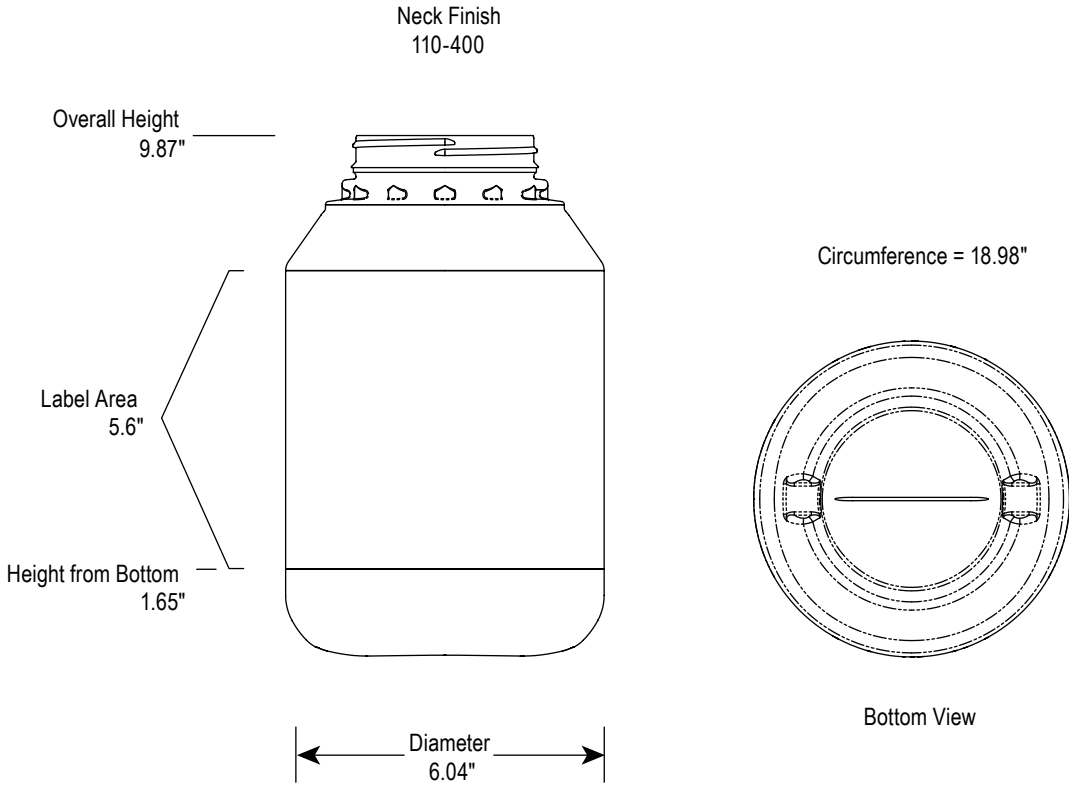 Neck Finish
110-400
Overall Height
9.87"
Circumference = 18.98"
Label Area
5.6"
Height from Bottom
1.65"
Bottom View
Diameter
6.04"